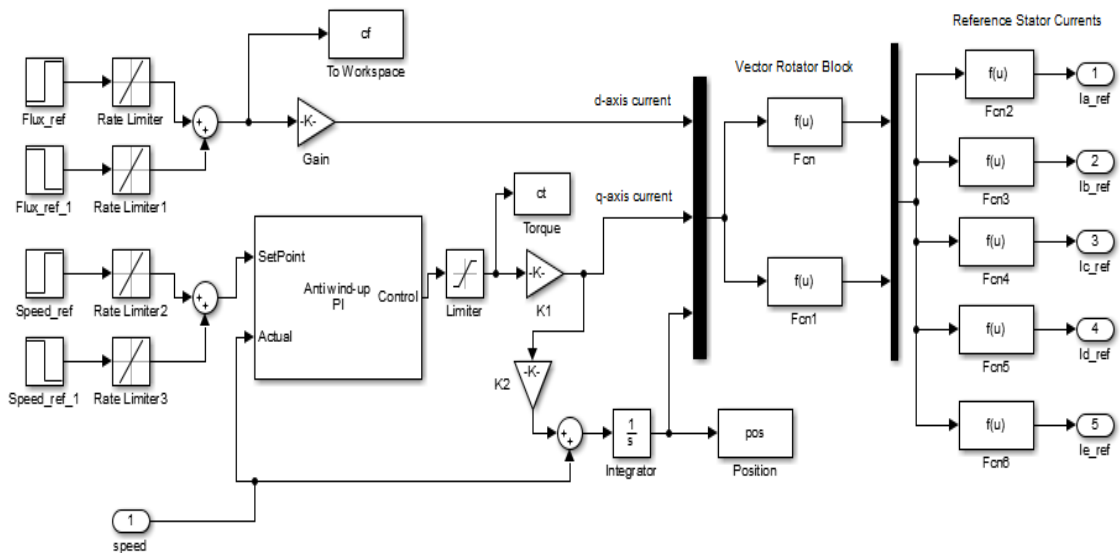 Reference Stator Currents
cf
To Workspace
Vector Rotator Block
Flux_ref
Rate Limiter
+
+
-K-
Gain
d-axis current
f(u)
Fcn
f(u)
Fcn2
1
Ia_ref
Flux_ref_1
Rate Limiter1
ct
Torque
q-axis current
f(u)
Fcn3
2
Ib_ref
Speed_ref
Rate Limiter2
+
+
SetPoint
Anti wind-up
PI
Control
Actual
Limiter
-K-
K1
f(u)
Fcn1
f(u)
Fcn4
3
Ic_ref
Speed_ref_1
Rate Limiter3
-K-
K2
f(u)
Fcn5
4
Id_ref
+
+
1
s
Integrator
pos
Position
f(u)
Fcn6
5
Ie_ref
1
speed